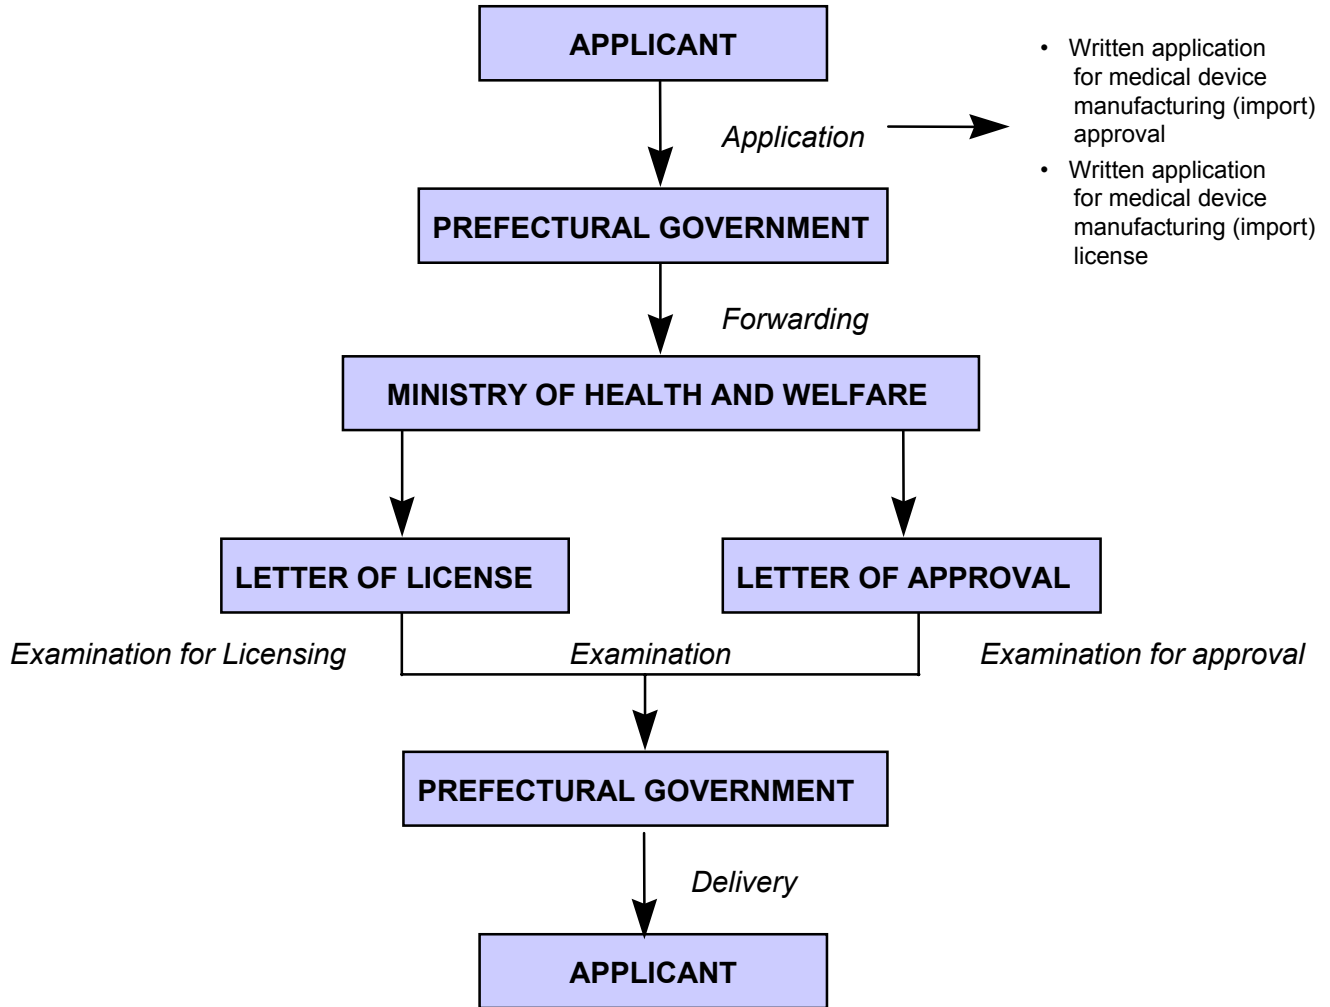 APPLICANT
• Written application
for medical device
manufacturing (import)
approval
Application
• Written application
for medical device
manufacturing (import)
license
PREFECTURAL GOVERNMENT
Forwarding
MINISTRY OF HEALTH AND WELFARE
LETTER OF LICENSE
LETTER OF APPROVAL
Examination for Licensing
Examination
Examination for approval
PREFECTURAL GOVERNMENT
Delivery
APPLICANT